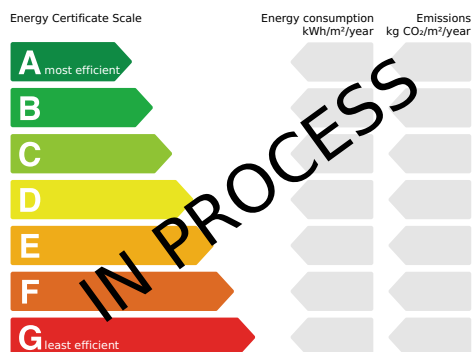 Energy Certificate Scale
Energy consumption
kWh/m²/year
Emissions
kg CO₂/m²/year
A most efficient
B
C
D
E
F
G least efficient
IN PROCESS